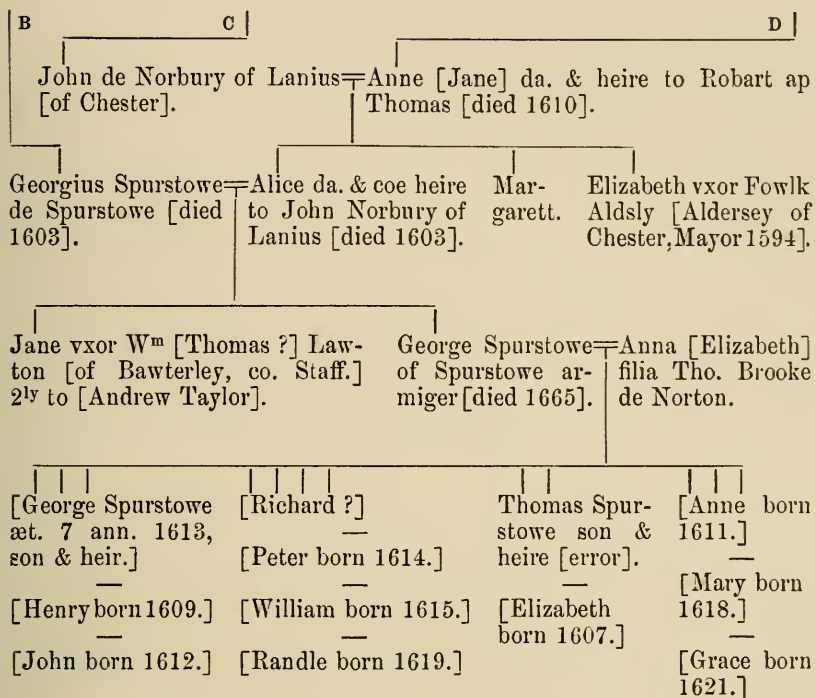 B C D
John de Norbury of Lanius=Anne [Jane] da. & heire to Robart ap
[of Chester]. Thomas [died 1610].
Georgius Spurstowe=Alice da. & coe heire Mar- Elizabeth vxor Fowlk
de Spurstowe [died to John Norbury of garett. Aldsly [Aldersey of
1603]. Lanius [died 1603]. Chester, Mayor 1594].
Jane vxor Wᵐ [Thomas ?] Law- George Spurstowe=Anna [Elizabeth]
ton [of Bawterley, co. Staff.] of Spurstowe ar- filia Tho. Brooke
2ˡʸ to [Andrew Taylor]. miger [died 1665]. de Norton.
[George Spurstowe
æt. 7 ann. 1613,
son & heir.]
—
[Henry born 1609.]
—
[John born 1612.]
[Richard ?]
—
[Peter born 1614.]
—
[William born 1615.]
—
[Randle born 1619.]
Thomas Spur-
stowe son &
heire [error].
—
[Elizabeth
born 1607.]
[Anne born
1611.]
—
[Mary born
1618.]
—
[Grace born
1621.]